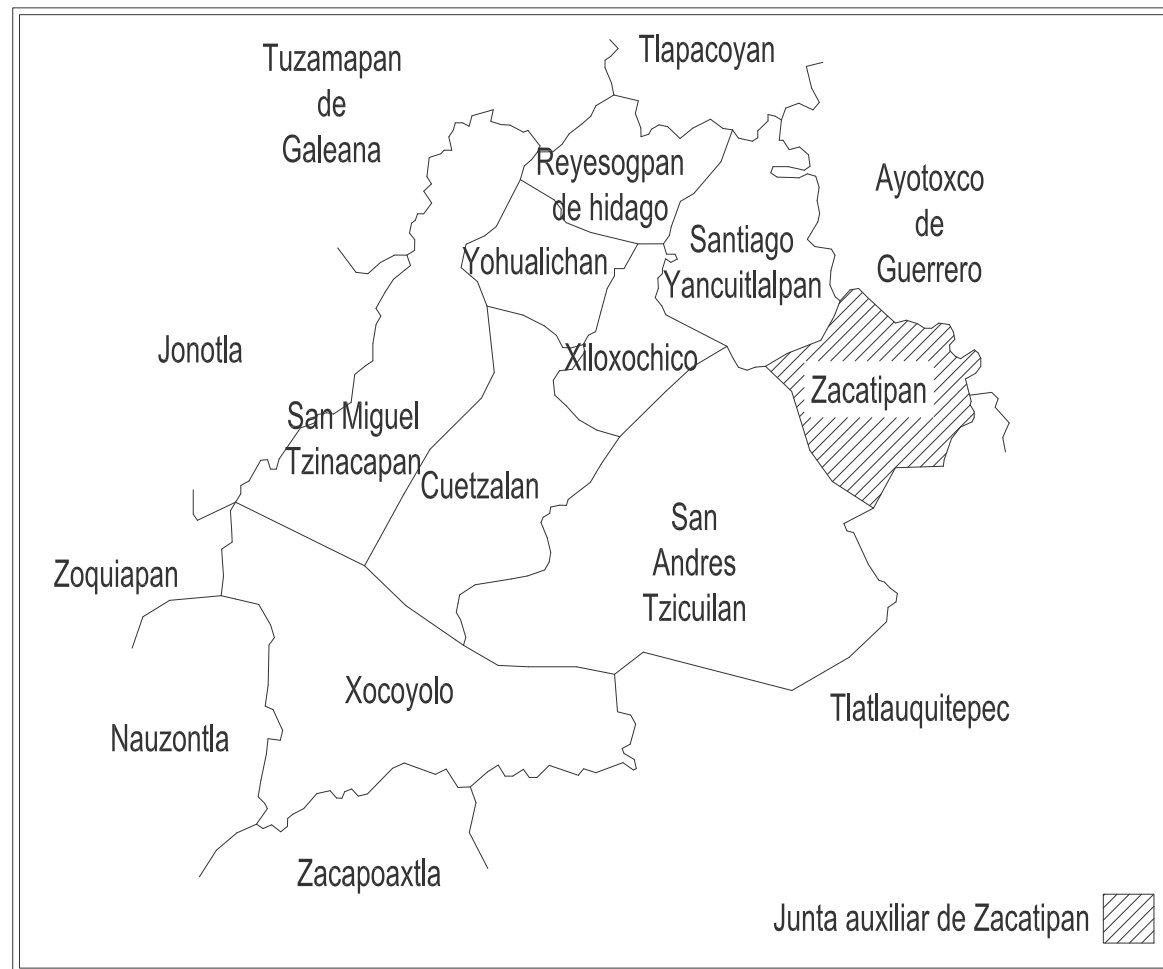 Tlapacoyan
Tuzamapan
de
Galeana
Reyesogpan
de hidago
Ayotoxco
de
Guerrero
Santiago
Yancuitlalpan
Yohualichan
Jonotla
Xiloxochico
Zacatipan
San Miguel
Tzinacapan
Cuetzalan
San
Andres
Tzicuilan
Zoquiapan
Xocoyolo
Tlatlauquitepec
Nauzontla
Zacapoaxtla
Junta auxiliar de Zacatipan